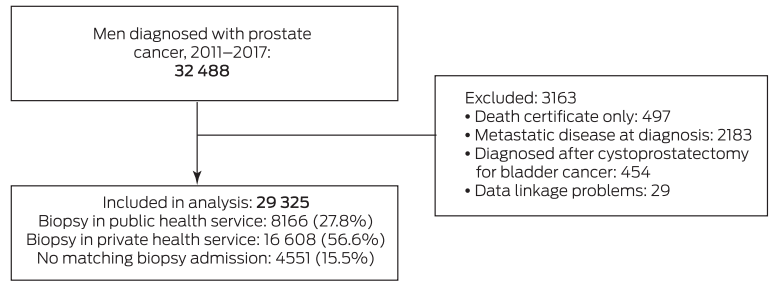 Men diagnosed with prostate
cancer, 2011–2017:
32 488
Excluded: 3163
• Death certificate only: 497
• Metastatic disease at diagnosis: 2183
• Diagnosed after cystoprostatectomy
for bladder cancer: 454
• Data linkage problems: 29
Included in analysis: 29 325
Biopsy in public health service: 8166 (27.8%)
Biopsy in private health service: 16 608 (56.6%)
No matching biopsy admission: 4551 (15.5%)